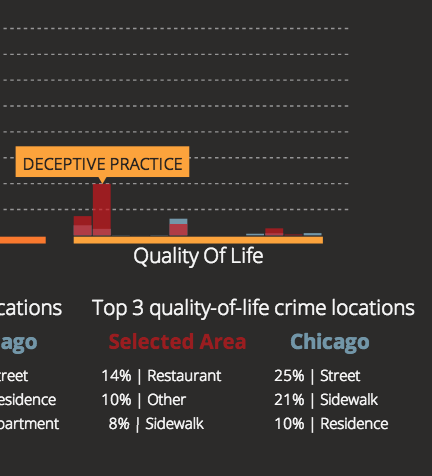 DECEPTIVE PRACTICE
Quality Of Life
cations
ago
treet
esidence
partment
Top 3 quality-of-life crime locations
Selected Area
14% | Restaurant
10% | Other
8% | Sidewalk
Chicago
25% | Street
21% | Sidewalk
10% | Residence